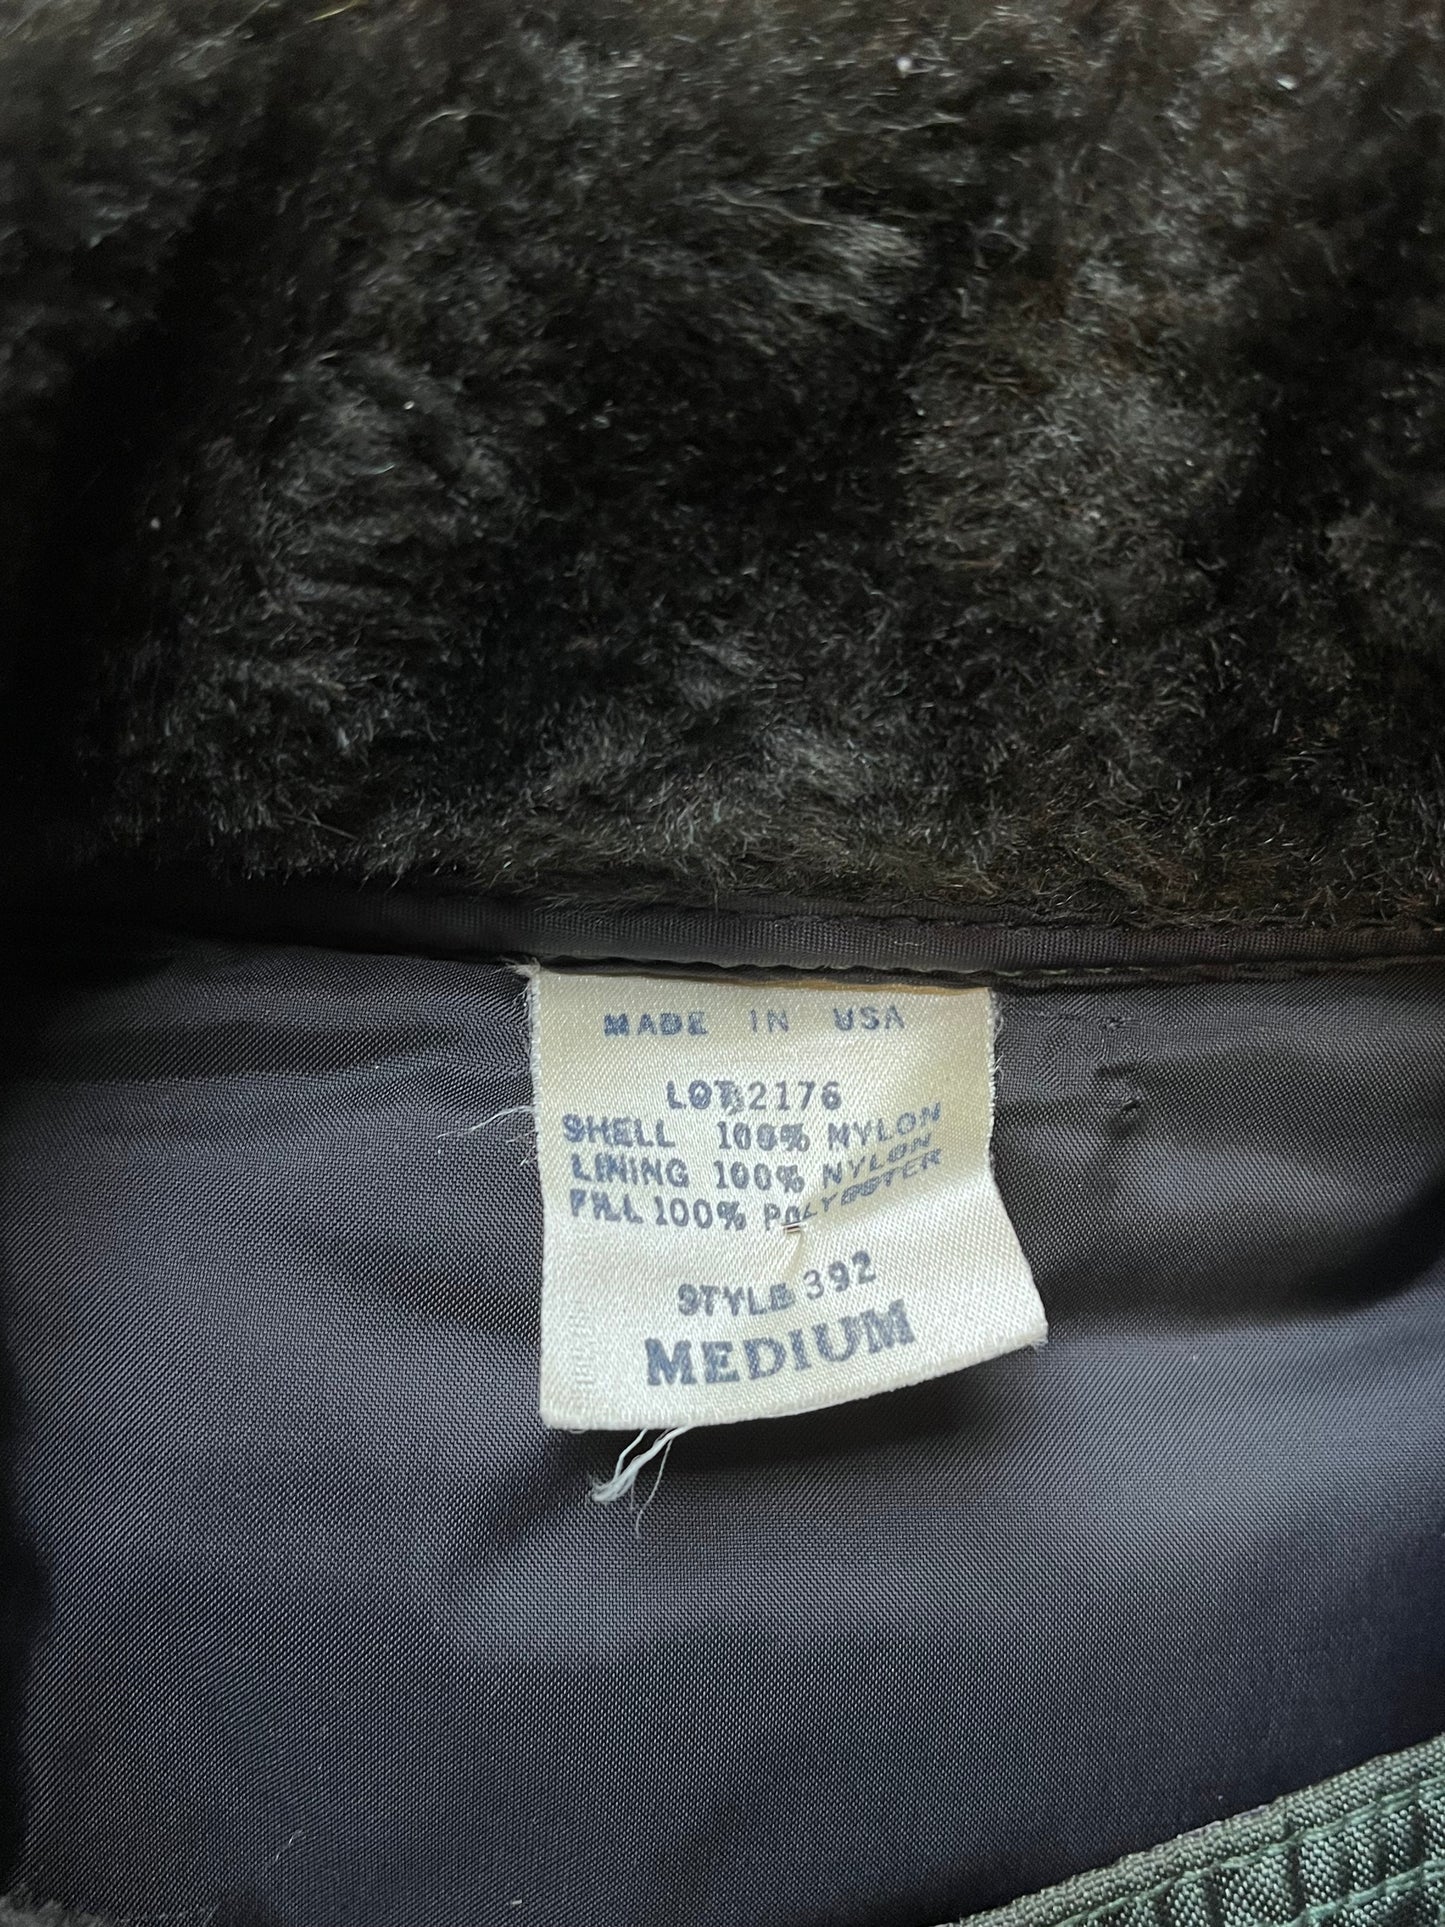 MADE IN USA
LOT 2176
SHELL 100% NYLON
LINING 100% NYLON
FILL 100% POLYESTER
STYLE 392
MEDIUM